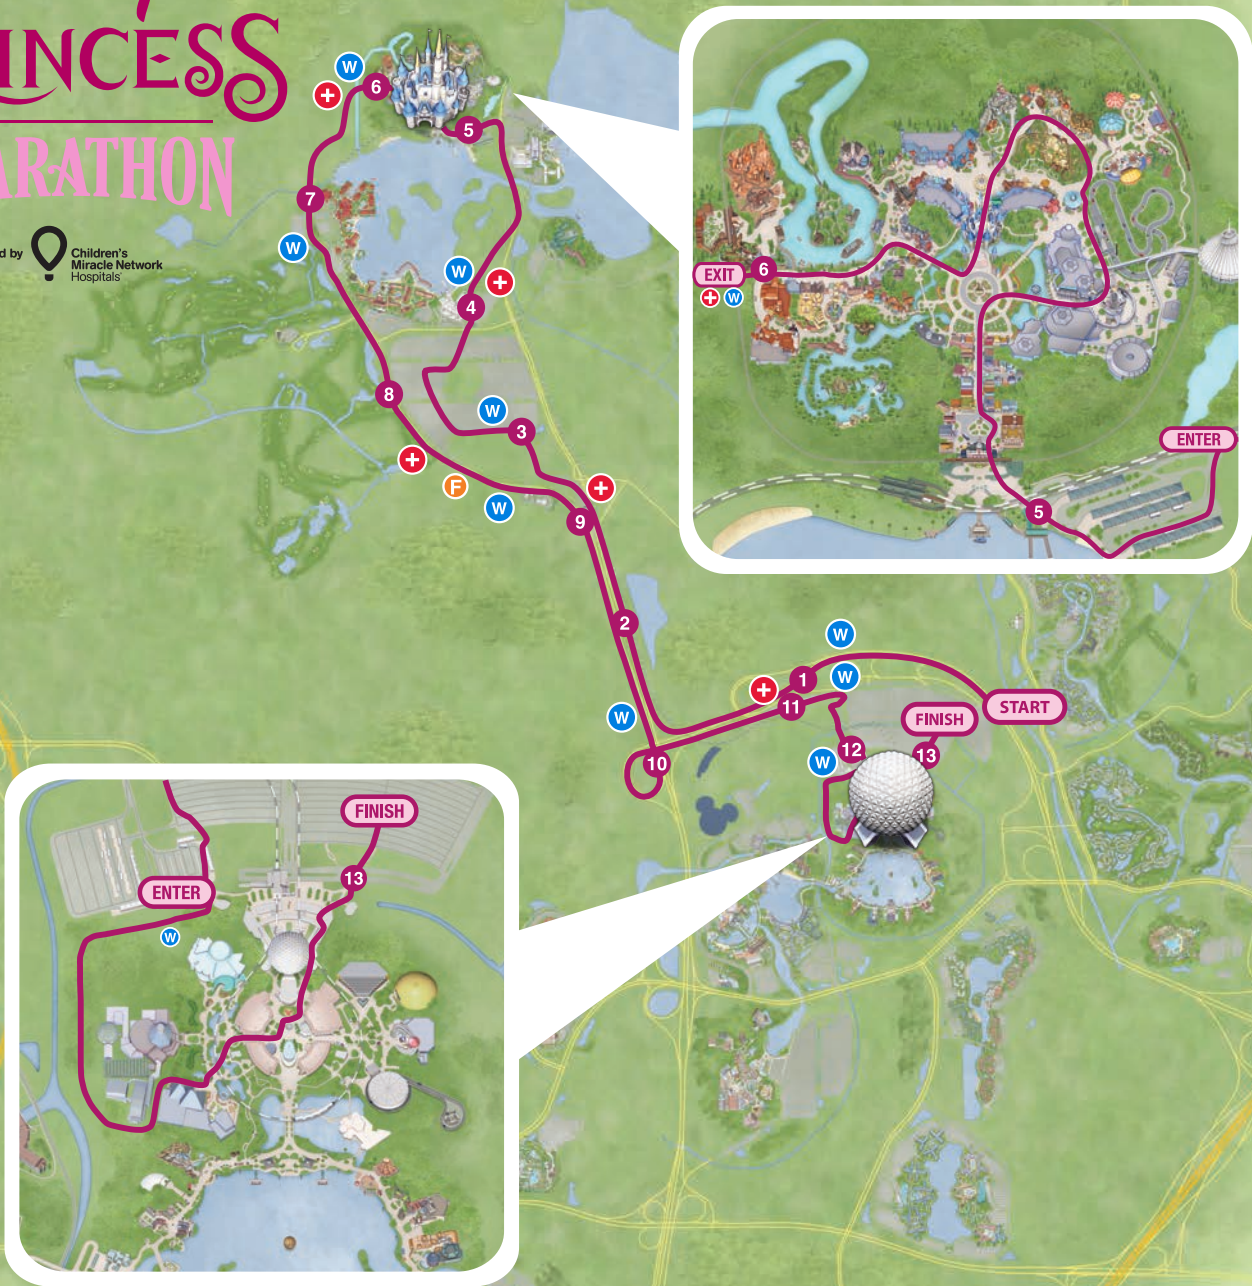 INCESS
ARATHON
d by
Children's
Miracle Network
Hospitals
W
6
5
7
W
W
4
8
W
3
F
W
9
2
W
1
W
W
11
START
FINISH
10
12
13
W
EXIT
6
W
ENTER
5
FINISH
13
ENTER
W